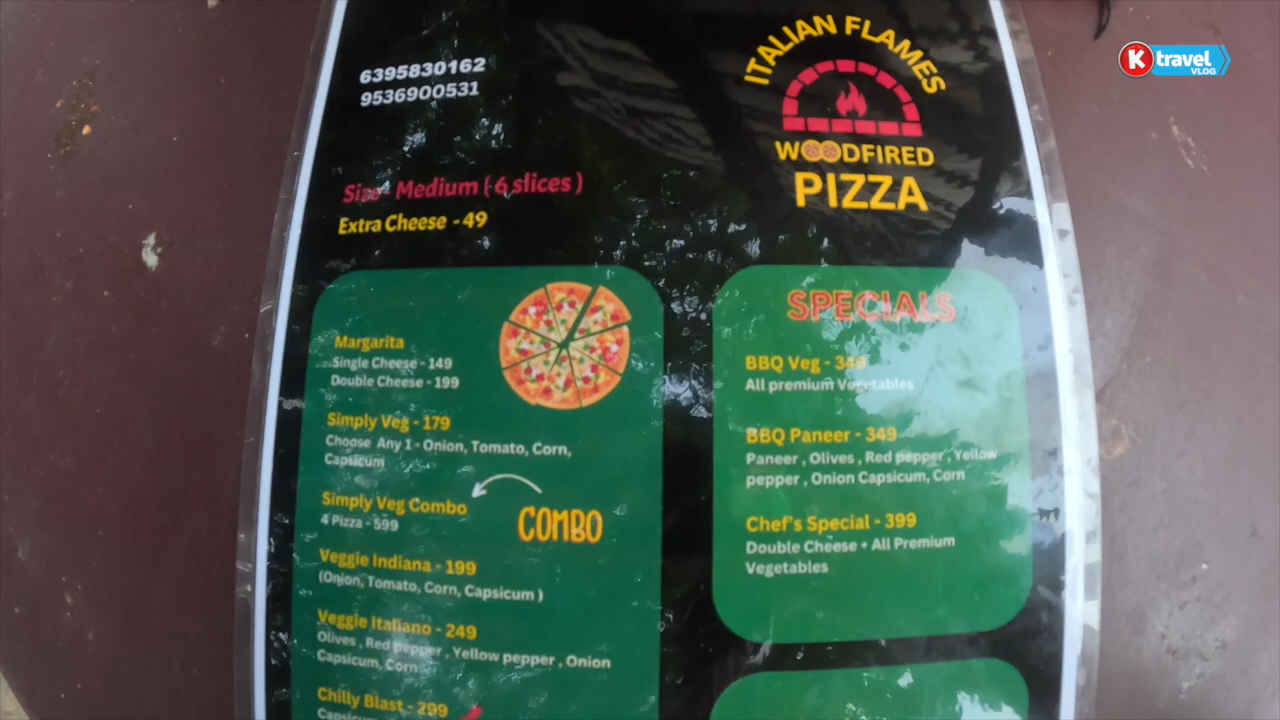 6395830162
9536900531
ITALIAN FLAMES
WOODFIRED
PIZZA
K travel
VLOG
Size- Medium ( 6 slices )
Extra Cheese - 49
Margarita
Single Cheese - 149
Double Cheese - 199
Simply Veg - 179
Choose Any 1 - Onion, Tomato, Corn,
Capsicum
Simply Veg Combo
4 Pizza - 599
COMBO
Veggie Indiana - 199
(Onion, Tomato, Corn, Capsicum )
Veggie Italiano - 249
Olives , Red pepper , Yellow pepper , Onion
Capsicum, Corn
Chilly Blast - 299
SPECIALS
BBQ Veg - 349
All premium Vegetables
BBQ Paneer - 349
Paneer , Olives , Red pepper , Yellow
pepper , Onion Capsicum, Corn
Chef's Special - 399
Double Cheese + All Premium
Vegetables